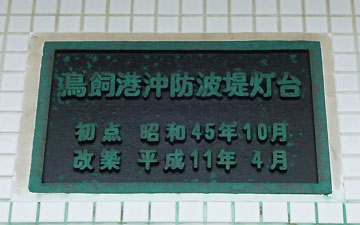 鳥飼港沖防波堤灯台
初点 昭和45年10月
改築 平成11年 4月